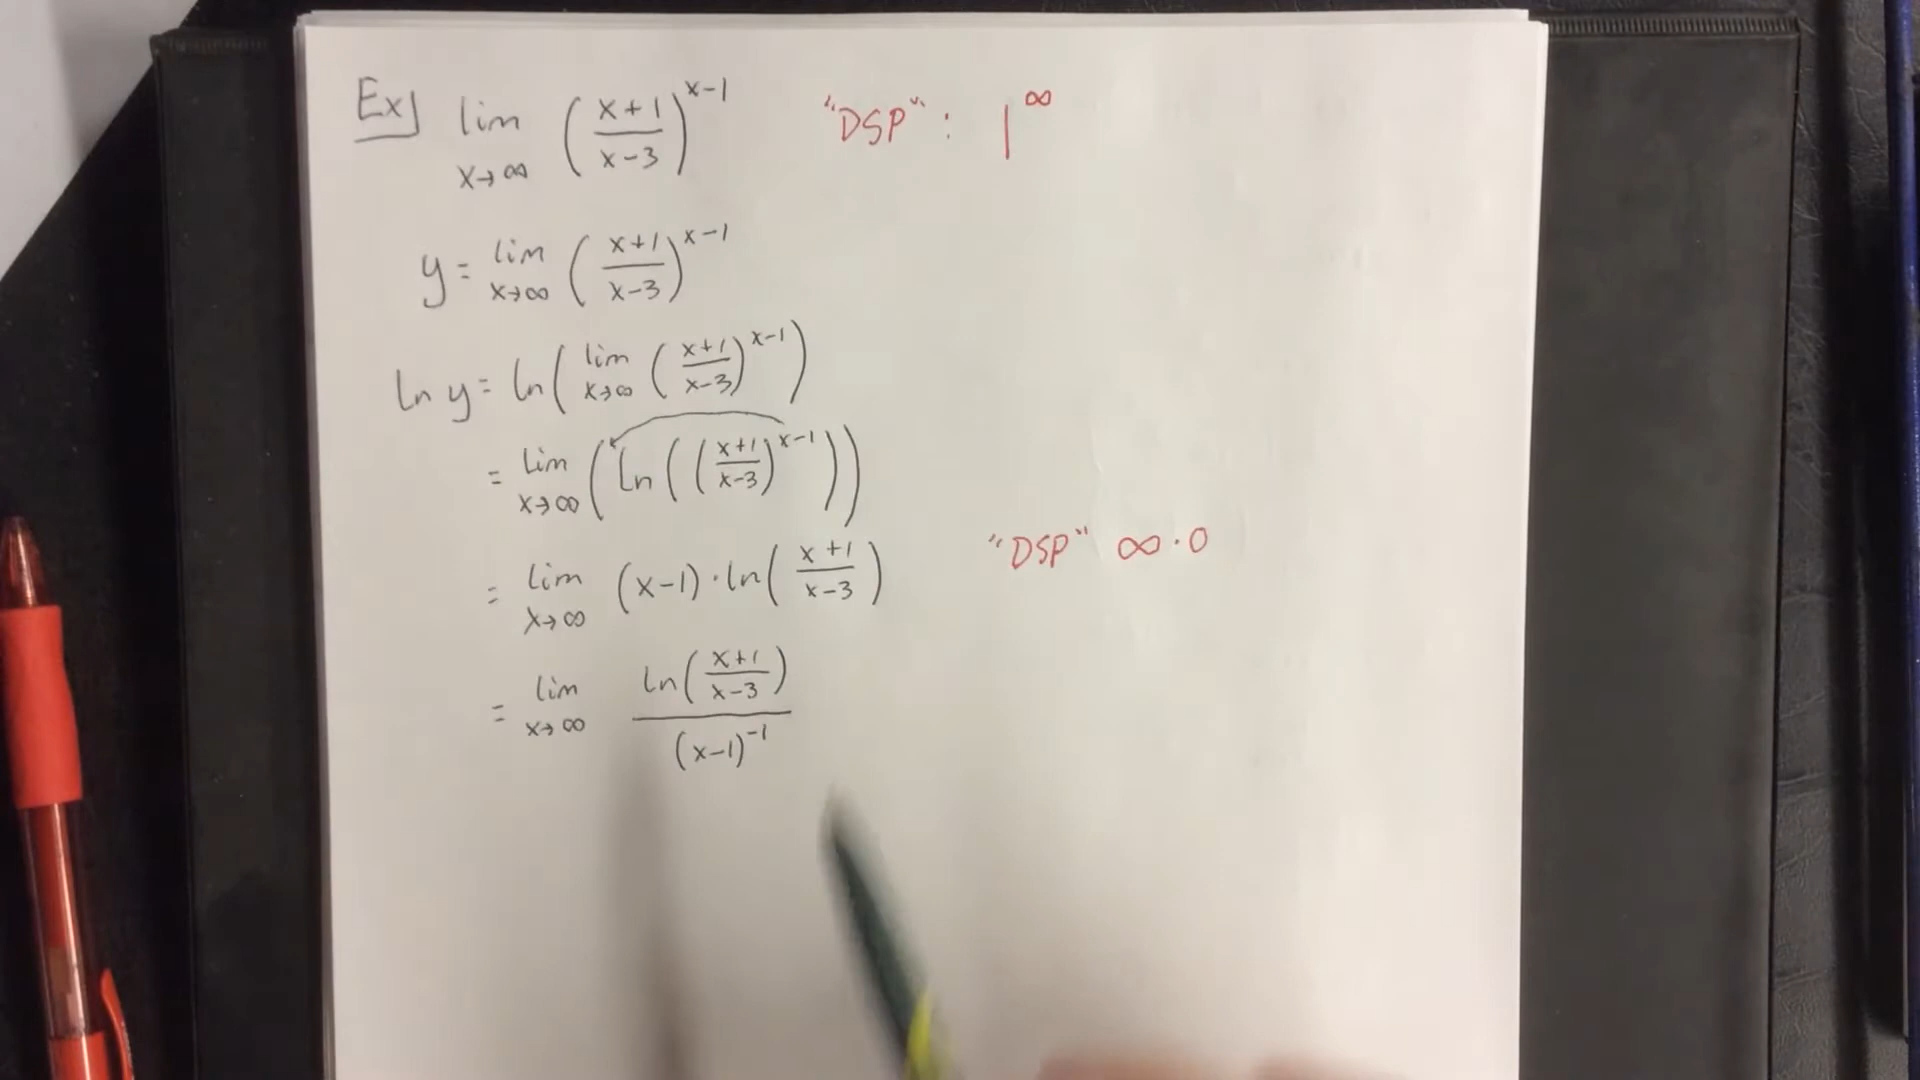 Ex] lim x→∞ ((x+1)/(x-3))^(x-1) "DSP": 1^∞
y = lim x→∞ ((x+1)/(x-3))^(x-1)
ln y = ln( lim x→∞ ((x+1)/(x-3))^(x-1) )
= lim x→∞ ( ln( ((x+1)/(x-3))^(x-1) ) )
= lim x→∞ (x-1)·ln( (x+1)/(x-3) ) "DSP" ∞·0
= lim x→∞ ln( (x+1)/(x-3) ) / (x-1)^-1